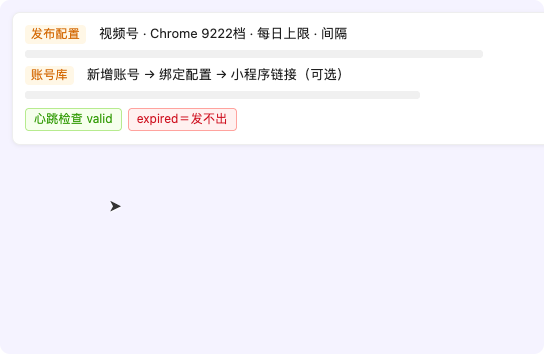 发布配置 视频号 · Chrome 9222档 · 每日上限 · 间隔
账号库 新增账号 → 绑定配置 → 小程序链接（可选）
心跳检查 valid expired＝发不出